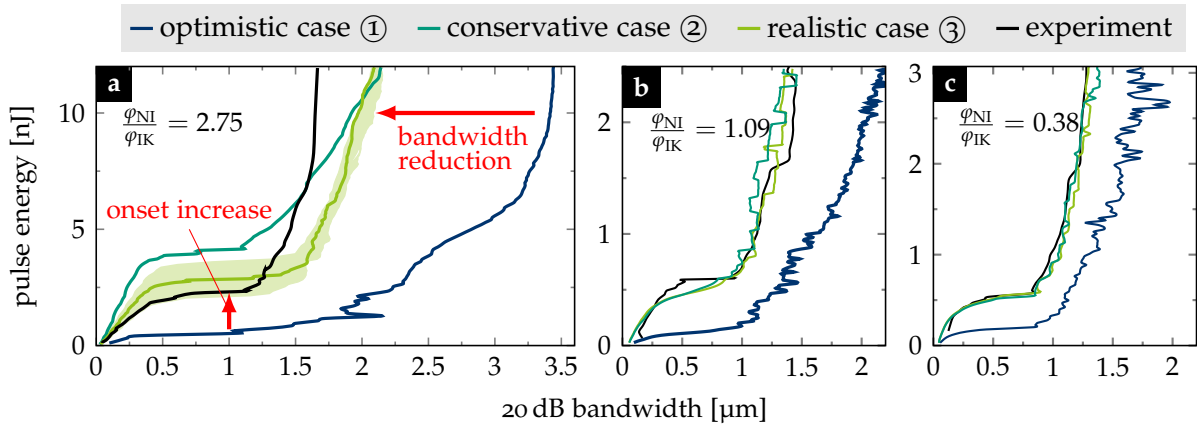 optimistic case ① conservative case ② realistic case ③ experiment
pulse energy [nJ]
a
φNI/φIK = 2.75
bandwidth
reduction
onset increase
0
5
10
0 0.5 1 1.5 2 2.5 3 3.5
b
φNI/φIK = 1.09
0
1
2
0 0.5 1 1.5 2
c
φNI/φIK = 0.38
0
1
2
3
0 0.5 1 1.5 2
20 dB bandwidth [µm]